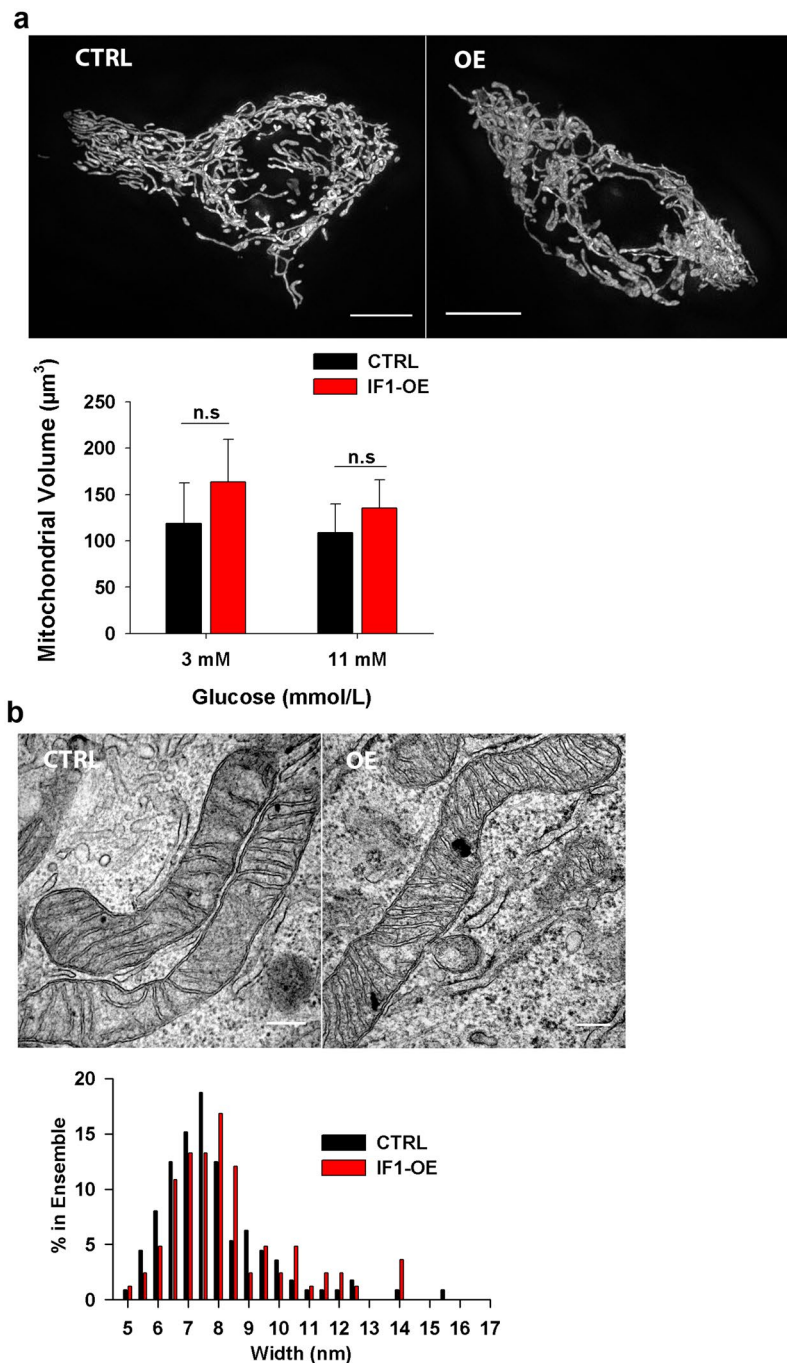 a
CTRL
OE
CTRL
IF1-OE
Mitochondrial Volume (µm³)
250
200
150
100
50
0
n.s
n.s
3 mM
11 mM
Glucose (mmol/L)
b
CTRL
OE
% in Ensemble
20
15
10
5
0
CTRL
IF1-OE
5 6 7 8 9 10 11 12 13 14 15 16 17
Width (nm)